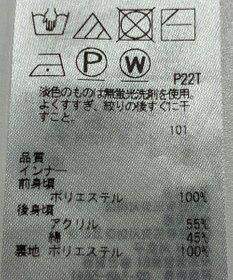 P W P22T
淡色のものは無蛍光洗剤を使用。
よくすすぎ、絞りの後すぐに干
すこと。
101
品質
インナー
前身頃
ポリエステル 100%
後身頃
アクリル 55%
綿 45%
裏地 ポリエステル 100%